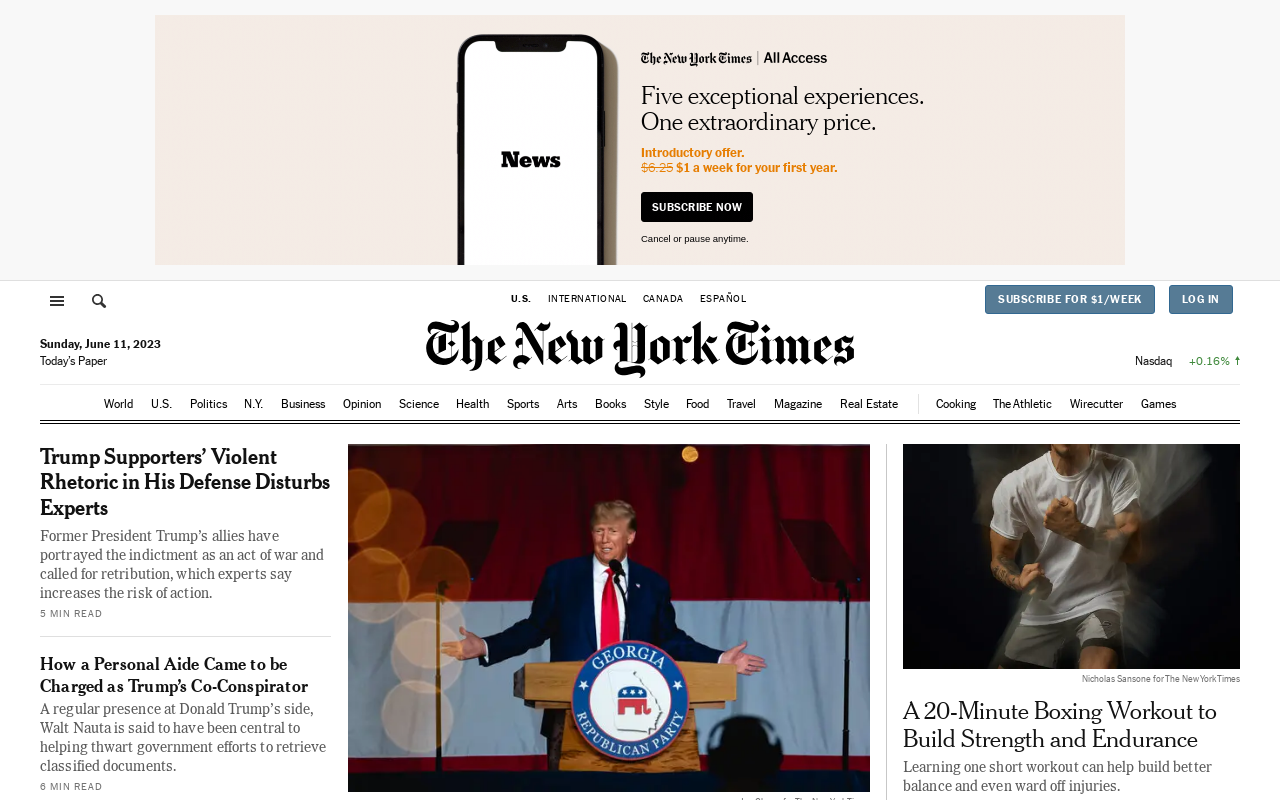 The New York Times | All Access
Five exceptional experiences.
One extraordinary price.
Introductory offer.
$6.25 $1 a week for your first year.
News
SUBSCRIBE NOW
Cancel or pause anytime.
U.S. INTERNATIONAL CANADA ESPAÑOL
SUBSCRIBE FOR $1/WEEK LOG IN
The New York Times
Sunday, June 11, 2023
Today's Paper
Nasdaq +0.16% ↑
World U.S. Politics N.Y. Business Opinion Science Health Sports Arts Books Style Food Travel Magazine Real Estate Cooking The Athletic Wirecutter Games
Trump Supporters’ Violent
Rhetoric in His Defense Disturbs
Experts
Former President Trump’s allies have
portrayed the indictment as an act of war and
called for retribution, which experts say
increases the risk of action.
5 MIN READ
How a Personal Aide Came to be
Charged as Trump’s Co-Conspirator
A regular presence at Donald Trump’s side,
Walt Nauta is said to have been central to
helping thwart government efforts to retrieve
classified documents.
6 MIN READ
GEORGIA
REPUBLICAN PARTY
Nicholas Sansone for The New York Times
A 20-Minute Boxing Workout to
Build Strength and Endurance
Learning one short workout can help build better
balance and even ward off injuries.